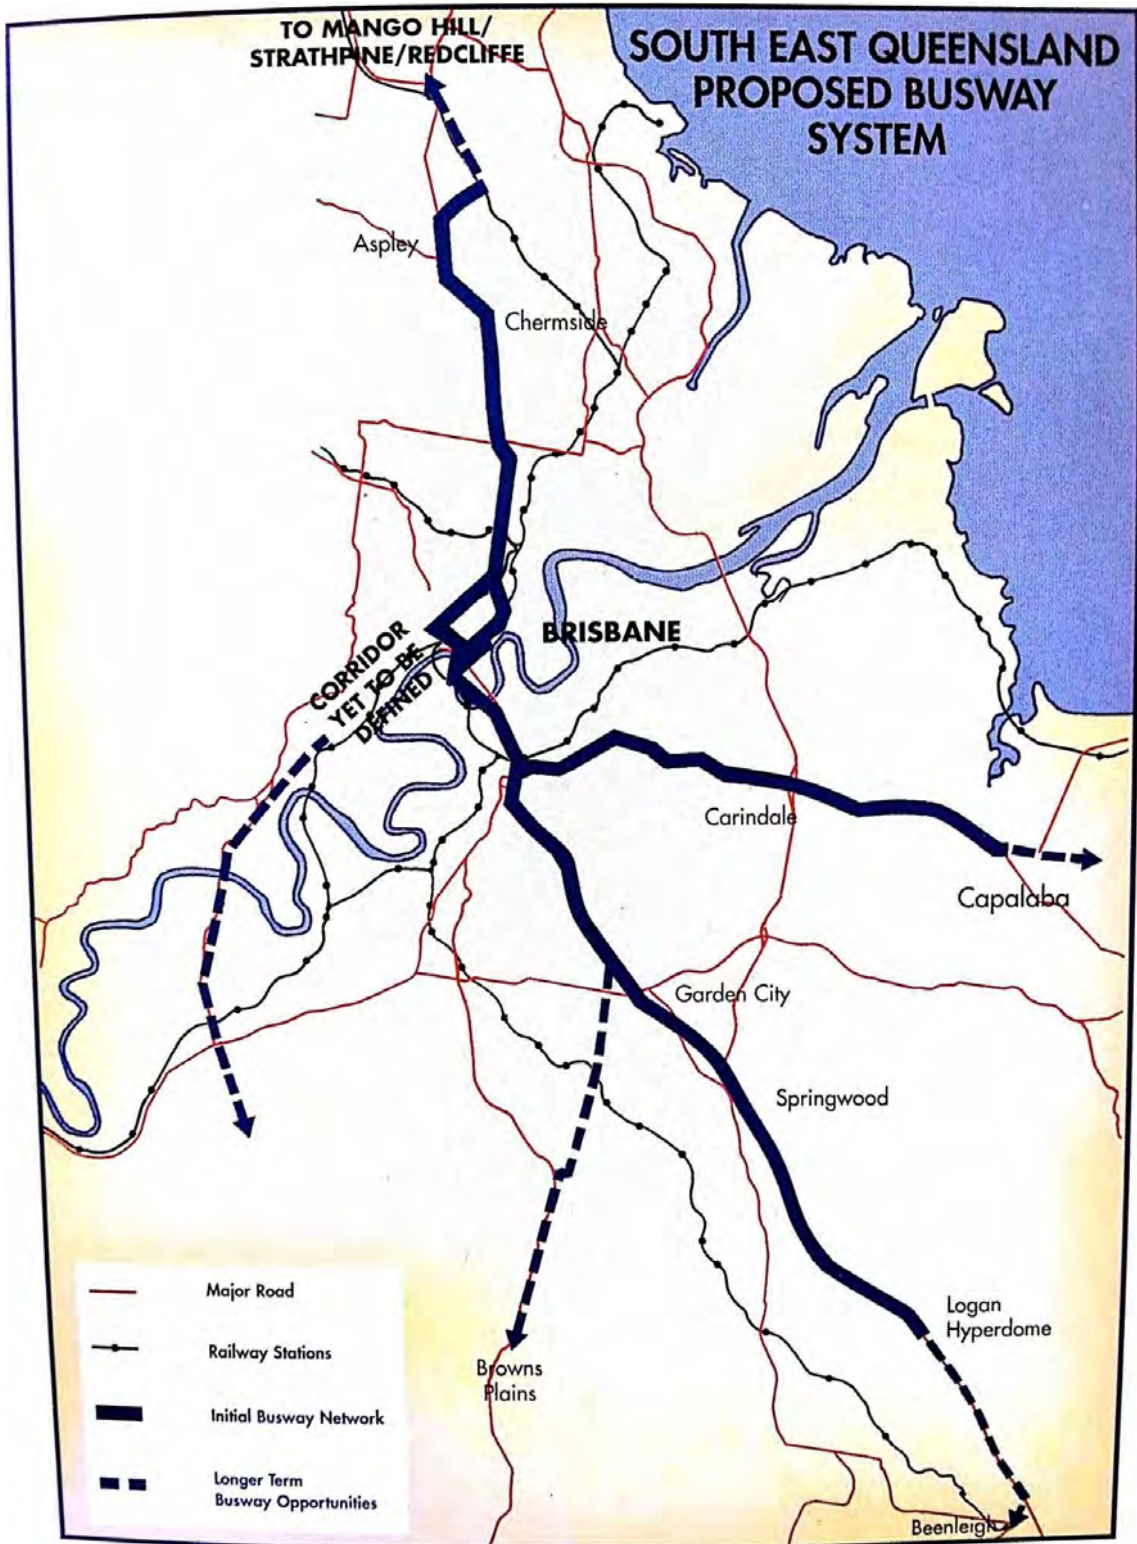 TO MANGO HILL/
STRATHPINE/REDCLIFFE
SOUTH EAST QUEENSLAND
PROPOSED BUSWAY
SYSTEM
Aspley
Chermside
BRISBANE
CORRIDOR
YET TO BE
DEFINED
Carindale
Capalaba
Garden City
Springwood
Logan
Hyperdome
Browns
Plains
Beenleigh
Major Road
Railway Stations
Initial Busway Network
Longer Term
Busway Opportunities